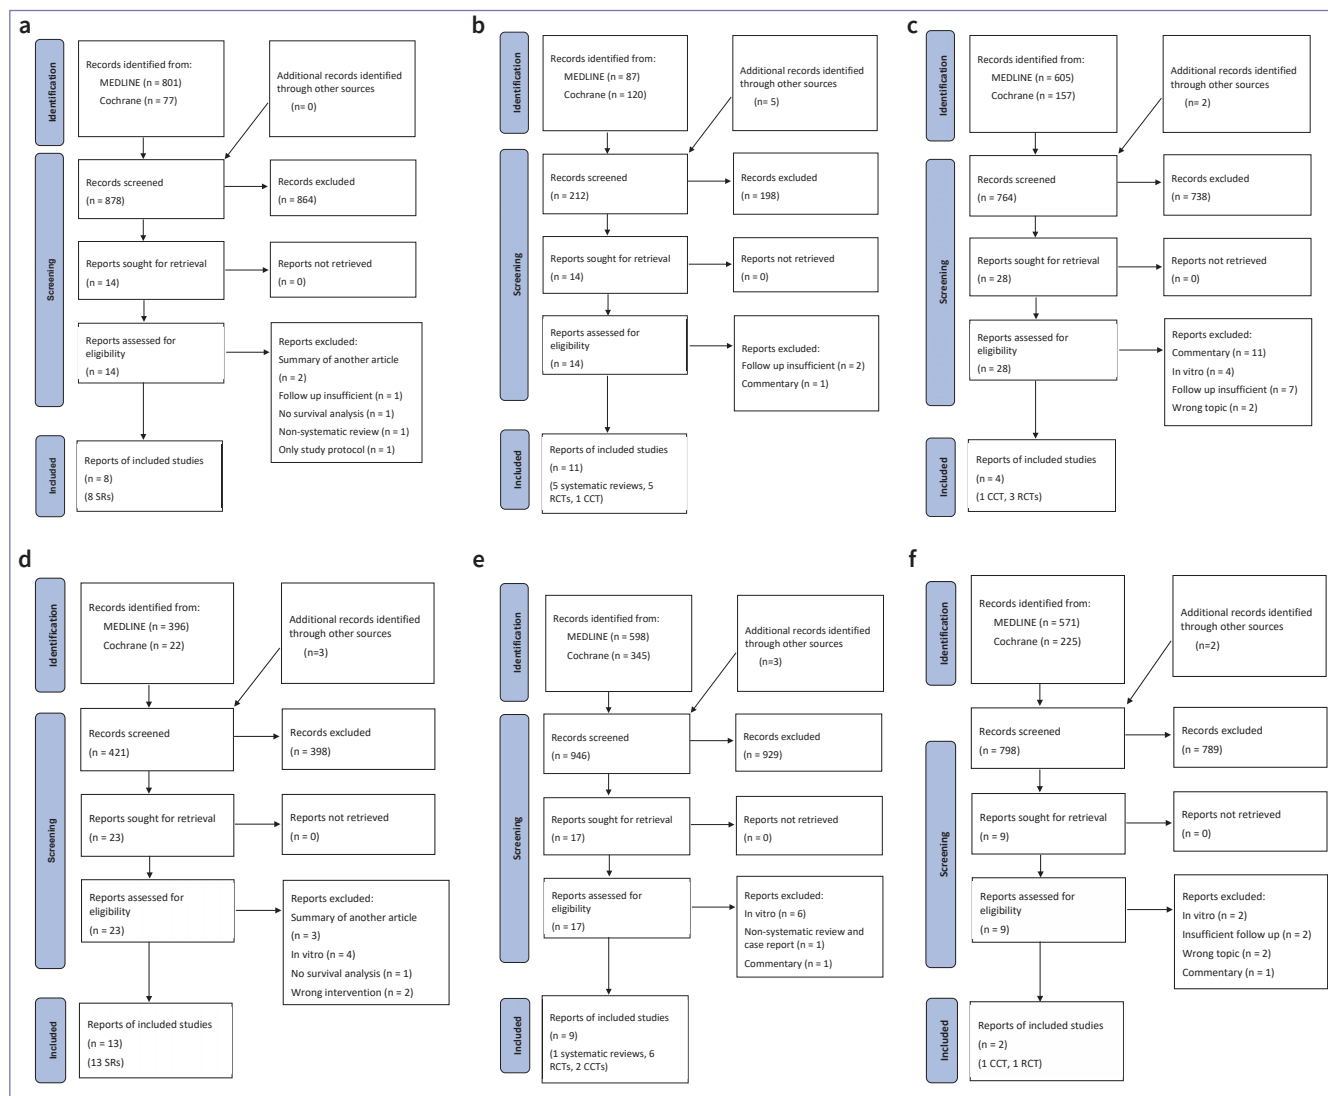 a
Identification
Records identified from:
MEDLINE (n = 801)
Cochrane (n = 77)
Additional records identified
through other sources
(n= 0)
Screening
Records screened
(n = 878)
Records excluded
(n = 864)
Reports sought for retrieval
(n = 14)
Reports not retrieved
(n = 0)
Reports assessed for
eligibility
(n = 14)
Reports excluded:
Summary of another article
(n = 2)
Follow up insufficient (n = 1)
No survival analysis (n = 1)
Non-systematic review (n = 1)
Only study protocol (n = 1)
Included
Reports of included studies
(n = 8)
(8 SRs)
b
Identification
Records identified from:
MEDLINE (n = 87)
Cochrane (n = 120)
Additional records identified
through other sources
(n = 5)
Screening
Records screened
(n = 212)
Records excluded
(n = 198)
Reports sought for retrieval
(n = 14)
Reports not retrieved
(n = 0)
Reports assessed for
eligibility
(n = 14)
Reports excluded:
Follow up insufficient (n = 2)
Commentary (n = 1)
Included
Reports of included studies
(n = 11)
(5 systematic reviews, 5
RCTs, 1 CCT)
c
Identification
Records identified from:
MEDLINE (n = 605)
Cochrane (n = 157)
Additional records identified
through other sources
(n= 2)
Screening
Records screened
(n = 764)
Records excluded
(n = 738)
Reports sought for retrieval
(n = 28)
Reports not retrieved
(n = 0)
Reports assessed for
eligibility
(n = 28)
Reports excluded:
Commentary (n = 11)
In vitro (n = 4)
Follow up insufficient (n = 7)
Wrong topic (n = 2)
Included
Reports of included studies
(n = 4)
(1 CCT, 3 RCTs)
d
Identification
Records identified from:
MEDLINE (n = 396)
Cochrane (n = 22)
Additional records identified
through other sources
(n=3)
Screening
Records screened
(n = 421)
Records excluded
(n = 398)
Reports sought for retrieval
(n = 23)
Reports not retrieved
(n = 0)
Reports assessed for
eligibility
(n = 23)
Reports excluded:
Summary of another article
(n = 3)
In vitro (n = 4)
No survival analysis (n = 1)
Wrong intervention (n = 2)
Included
Reports of included studies
(n = 13)
(13 SRs)
e
Identification
Records identified from:
MEDLINE (n = 598)
Cochrane (n = 345)
Additional records identified
through other sources
(n=3)
Screening
Records screened
(n = 946)
Records excluded
(n = 929)
Reports sought for retrieval
(n = 17)
Reports not retrieved
(n = 0)
Reports assessed for
eligibility
(n = 17)
Reports excluded:
In vitro (n = 6)
Non-systematic review and
case report (n = 1)
Commentary (n = 1)
Included
Reports of included studies
(n = 9)
(1 systematic reviews, 6
RCTs, 2 CCTs)
f
Identification
Records identified from:
MEDLINE (n = 571)
Cochrane (n = 225)
Additional records identified
through other sources
(n=2)
Screening
Records screened
(n = 798)
Records excluded
(n = 789)
Reports sought for retrieval
(n = 9)
Reports not retrieved
(n = 0)
Reports assessed for
eligibility
(n = 9)
Reports excluded:
In vitro (n = 2)
Insufficient follow up (n = 2)
Wrong topic (n = 2)
Commentary (n = 1)
Included
Reports of included studies
(n = 2)
(1 CCT, 1 RCT)